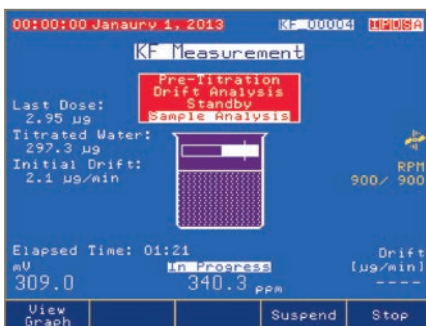 00:00:00 Janaury 1, 2013 KF 00004 IPUSA
KF Measurement
Pre-Titration
Drift Analysis
Standby
Sample Analysis
Last Dose:
2.95 µg
Titrated Water:
297.3 µg
Initial Drift:
2.1 µg/min
RPM
900/ 900
Elapsed Time: 01:21
mV
309.0
In Progress
340.3 ppm
Drift
[µg/min]
----
View Graph
Suspend
Stop